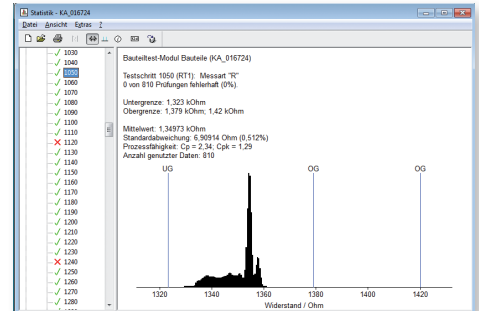 Statistik - KA_016724
Datei Ansicht Extras ?
1030
1040
1050
1060
1070
1080
1090
1100
1110
1120
1130
1140
1150
1160
1170
1180
1190
1200
1210
1220
1230
1240
1250
1260
1270
1280
Bauteiltest-Modul Bauteile (KA_016724)
Testschritt 1050 (RT1): Messart "R"
0 von 810 Prüfungen fehlerhaft (0%).
Untergrenze: 1,323 kOhm
Obergrenze: 1,379 kOhm; 1,42 kOhm
Mittelwert: 1,34973 kOhm
Standardabweichung: 6,90914 Ohm (0,512%)
Prozessfähigkeit: Cp = 2,34; Cpk = 1,29
Anzahl genutzter Daten: 810
UG OG OG
1320 1340 1360 1380 1400 1420
Widerstand / Ohm